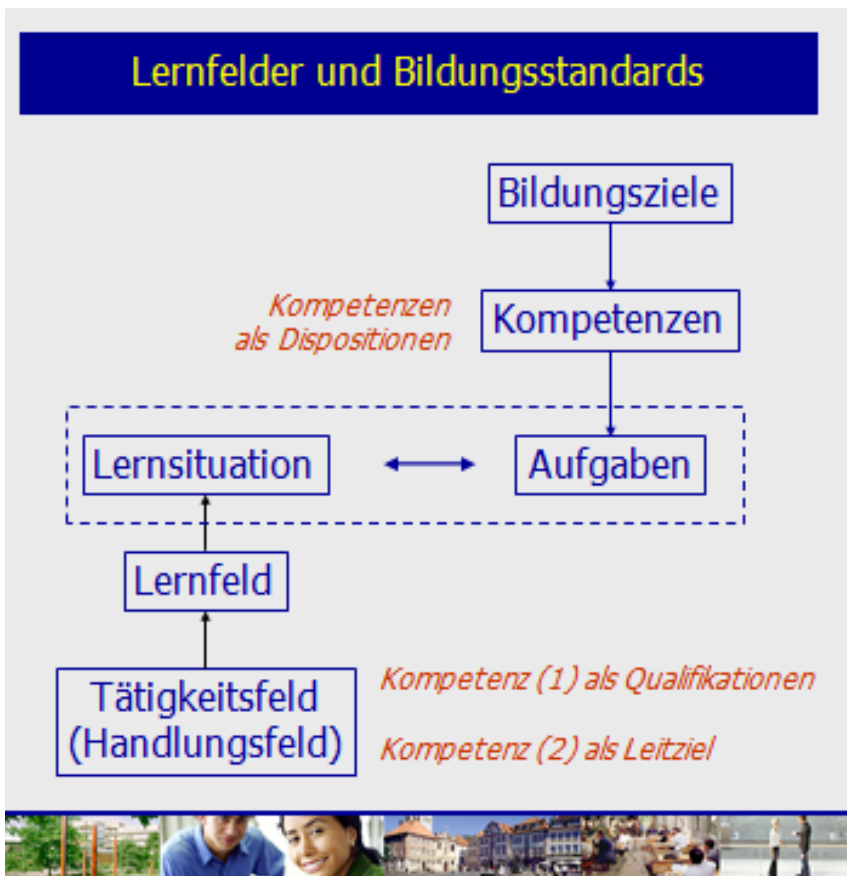 Lernfelder und Bildungsstandards
Bildungsziele
Kompetenzen
als Dispositionen
Kompetenzen
Lernsituation
Aufgaben
Lernfeld
Tätigkeitsfeld
(Handlungsfeld)
Kompetenz (1) als Qualifikationen
Kompetenz (2) als Leitziel